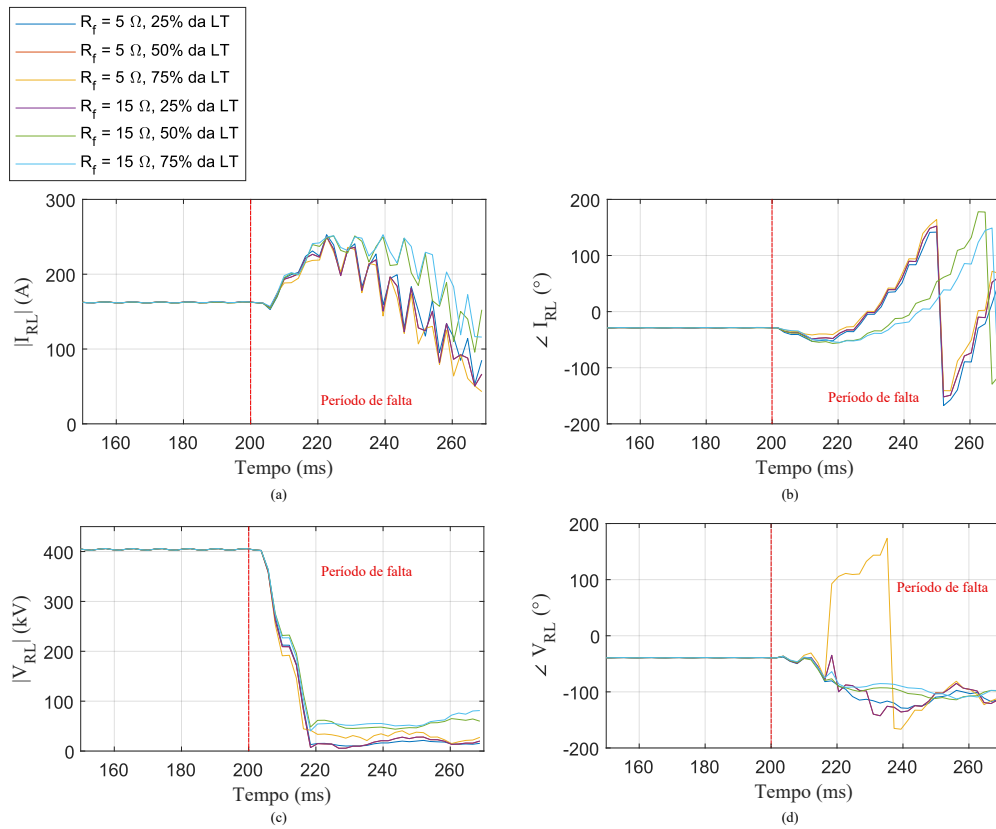 R_f = 5 Ω, 25% da LT
R_f = 5 Ω, 50% da LT
R_f = 5 Ω, 75% da LT
R_f = 15 Ω, 25% da LT
R_f = 15 Ω, 50% da LT
R_f = 15 Ω, 75% da LT
300
200
100
0
|I_RL| (A)
Período de falta
160 180 200 220 240 260
Tempo (ms)
(a)
200
100
0
-100
-200
∠ I_RL (°)
Período de falta
160 180 200 220 240 260
Tempo (ms)
(b)
400
300
200
100
0
|V_RL| (kV)
Período de falta
160 180 200 220 240 260
Tempo (ms)
(c)
200
100
0
-100
-200
∠ V_RL (°)
Período de falta
160 180 200 220 240 260
Tempo (ms)
(d)